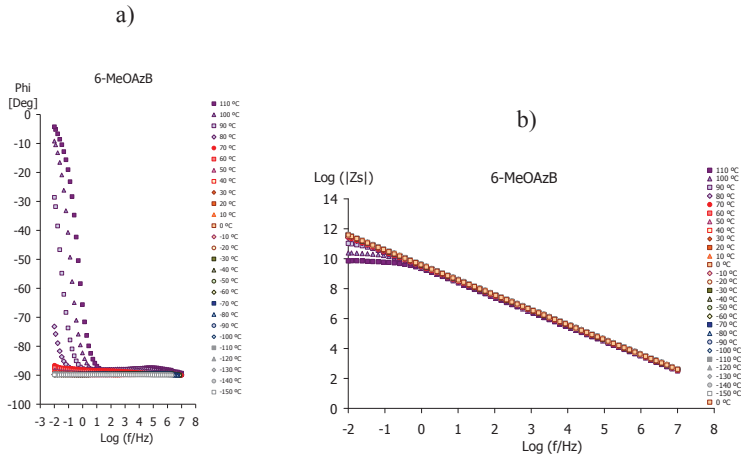 a)
6-MeOAzB
Phi
[Deg]
0
-10
-20
-30
-40
-50
-60
-70
-80
-90
-100
-3 -2 -1 0 1 2 3 4 5 6 7 8
Log (f/Hz)
110 ºC
100 ºC
90 ºC
80 ºC
70 ºC
60 ºC
50 ºC
40 ºC
30 ºC
20 ºC
10 ºC
0 ºC
-10 ºC
-20 ºC
-30 ºC
-40 ºC
-50 ºC
-60 ºC
-70 ºC
-80 ºC
-90 ºC
-100 ºC
-110 ºC
-120 ºC
-130 ºC
-140 ºC
-150 ºC
b)
Log (|Zs|)
6-MeOAzB
14
12
10
8
6
4
2
0
-2 -1 0 1 2 3 4 5 6 7 8
Log (f/Hz)
110 ºC
100 ºC
90 ºC
80 ºC
70 ºC
60 ºC
50 ºC
40 ºC
30 ºC
20 ºC
10 ºC
0 ºC
-10 ºC
-20 ºC
-30 ºC
-40 ºC
-50 ºC
-60 ºC
-70 ºC
-80 ºC
-90 ºC
-100 ºC
-110 ºC
-120 ºC
-130 ºC
-140 ºC
-150 ºC
0 ºC